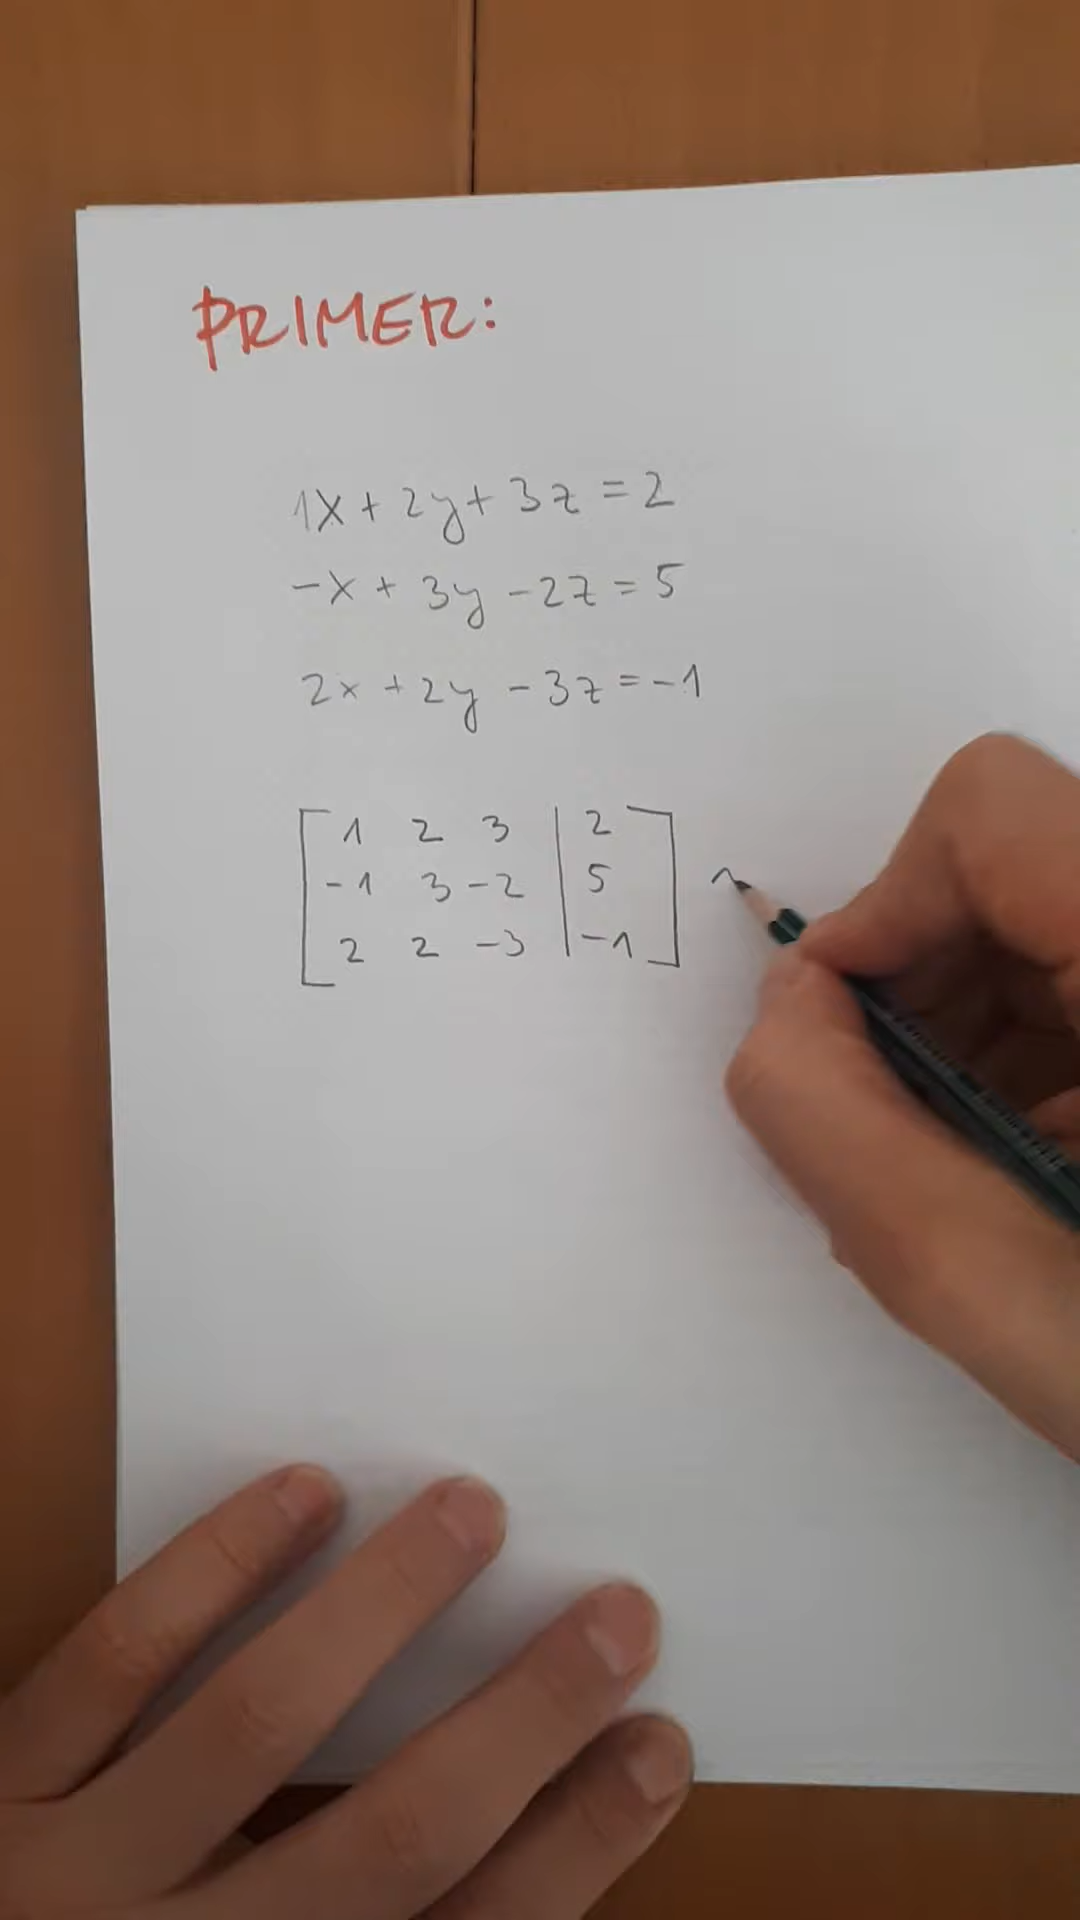 PRIMER:
1x + 2y + 3z = 2
-x + 3y - 2z = 5
2x + 2y - 3z = -1
[ 1 2 3 | 2 ]
[ -1 3 -2 | 5 ] ~
[ 2 2 -3 | -1 ]